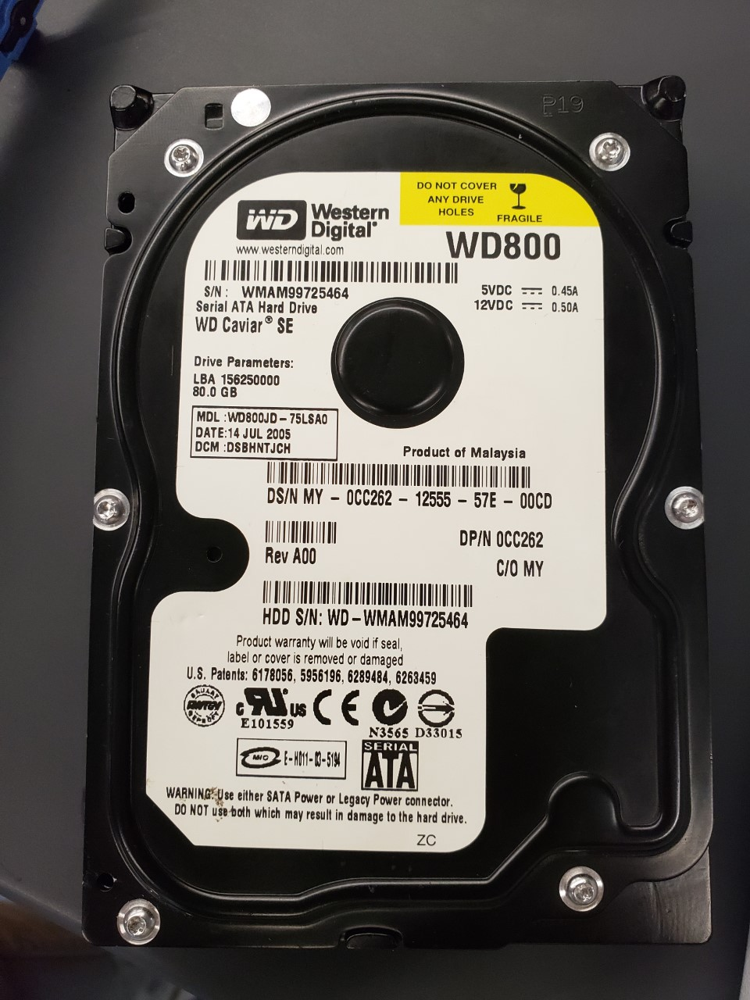 P19
DO NOT COVER
ANY DRIVE
HOLES
FRAGILE
WD
Western
Digital
www.westerndigital.com
WD800
S/N: WMAM99725464
5VDC 0.45A
12VDC 0.50A
Serial ATA Hard Drive
WD Caviar® SE
Drive Parameters:
LBA 156250000
80.0 GB
MDL :WD800JD-75LSA0
DATE:14 JUL 2005
DCM :DSBHNTJCH
Product of Malaysia
DS/N MY - 0CC262 - 12555 - 57E - 00CD
DP/N 0CC262
Rev A00
C/O MY
HDD S/N: WD-WMAM99725464
Product warranty will be void if seal,
label or cover is removed or damaged
U.S. Patents: 6178056, 5956196, 6289484, 6263459
c US CE
E101559
N3565 D33015
MIC E-H011-03-5194
SERIAL
ATA
WARNING: Use either SATA Power or Legacy Power connector.
DO NOT use both which may result in damage to the hard drive.
ZC